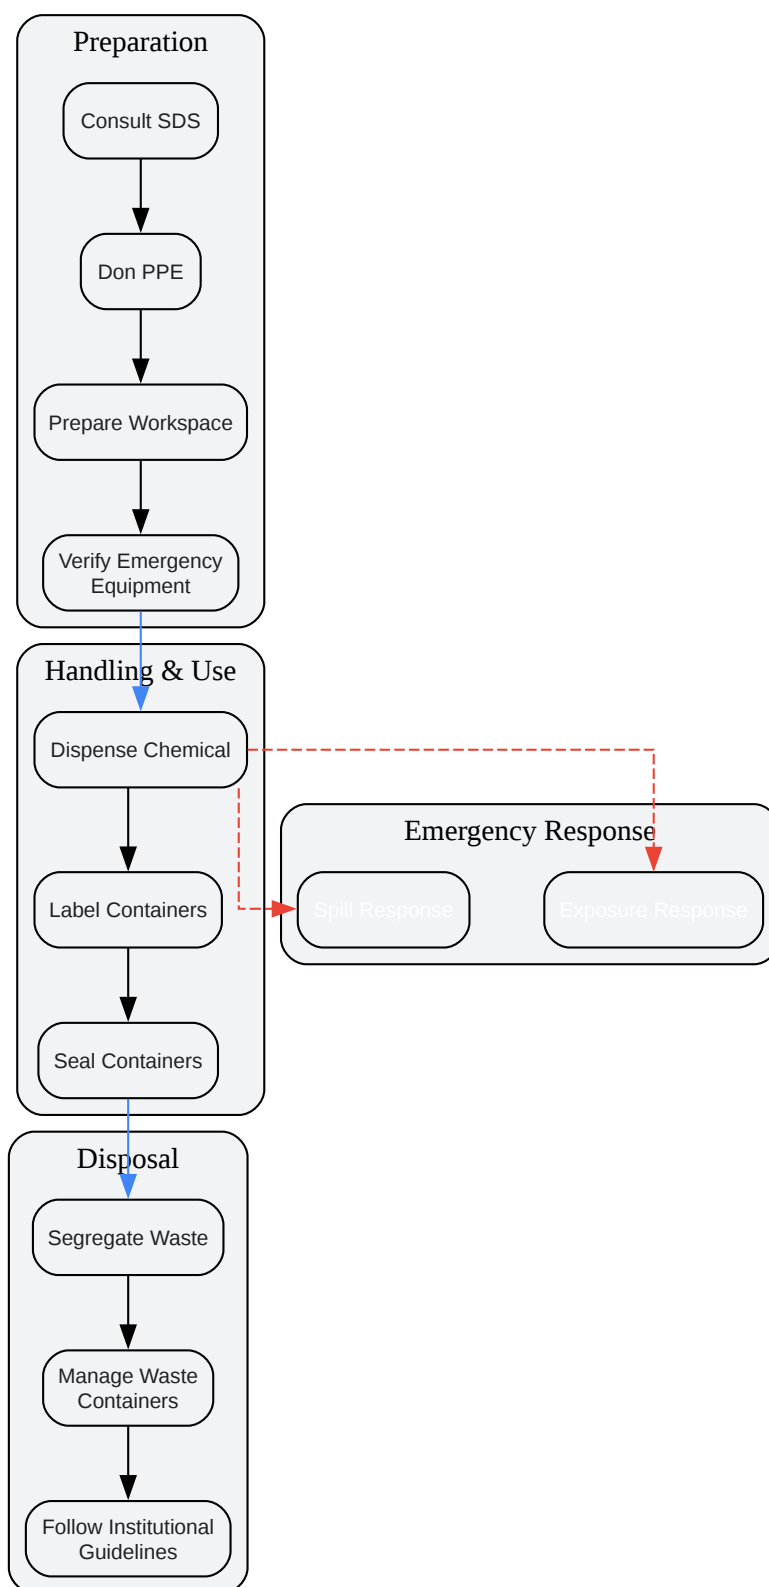 Preparation
Consult SDS
Don PPE
Prepare Workspace
Verify Emergency
Equipment
Handling & Use
Dispense Chemical
Label Containers
Seal Containers
Emergency Response
Spill Response
Exposure Response
Disposal
Segregate Waste
Manage Waste
Containers
Follow Institutional
Guidelines